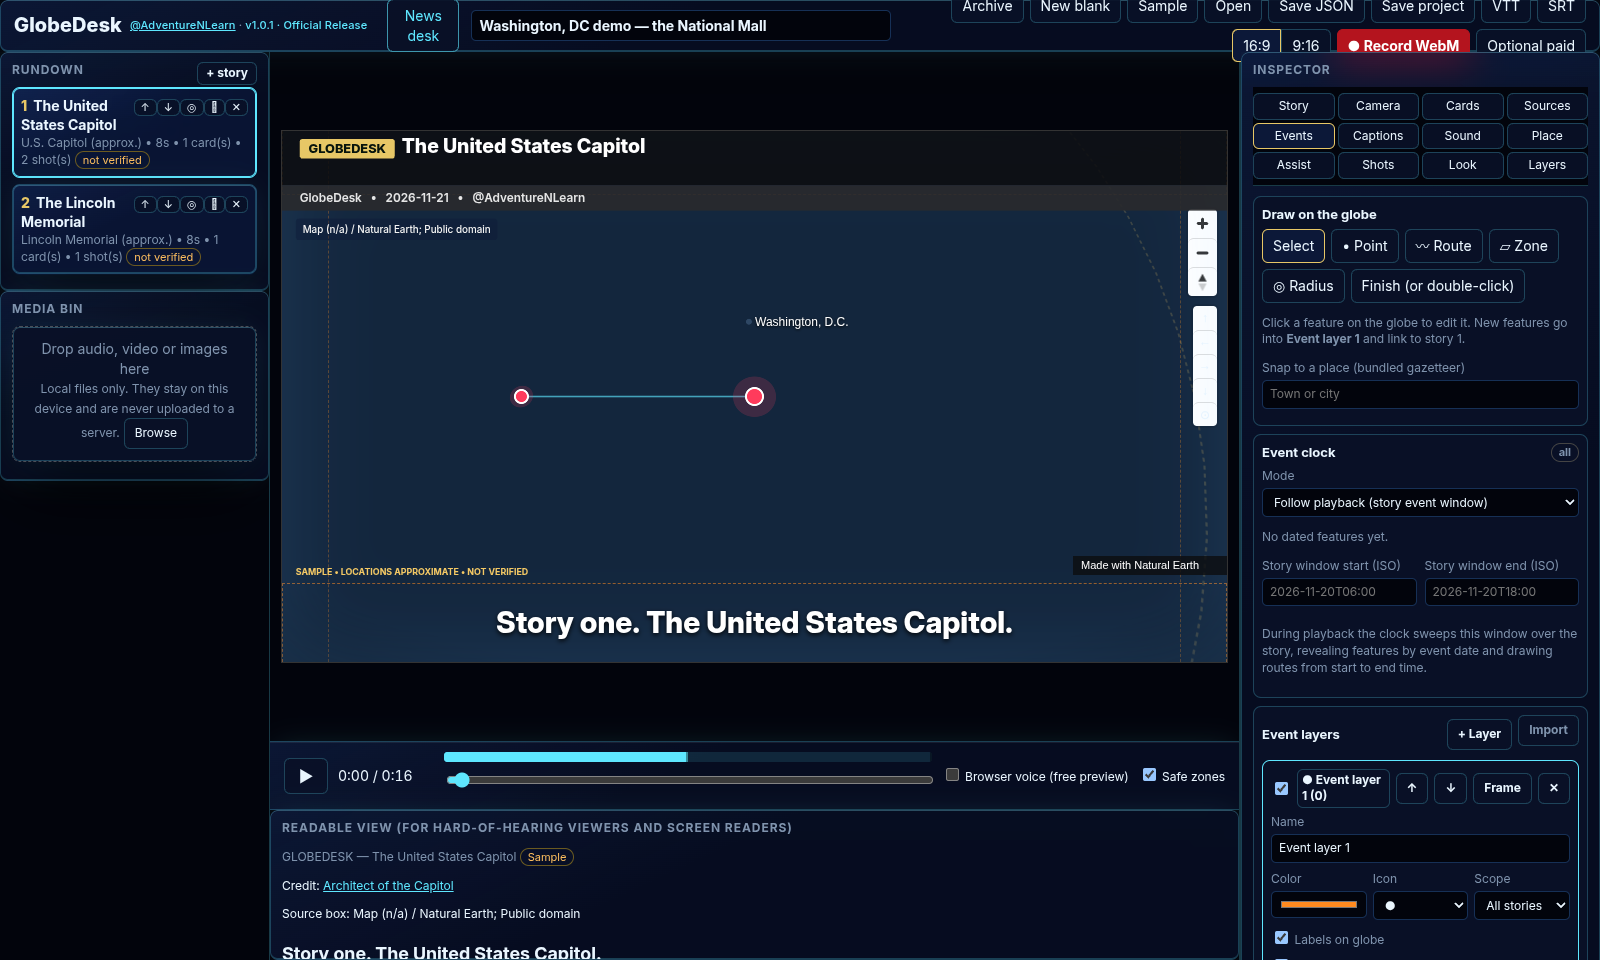 GlobeDesk @AdventureNLearn · v1.0.1 · Official Release
News desk
Washington, DC demo — the National Mall
Archive New blank Sample Open Save JSON Save project VTT SRT
16:9 9:16 Record WebM Optional paid
RUNDOWN
+ story
1 The United States Capitol
U.S. Capitol (approx.) • 8s • 1 card(s) •
2 shot(s) not verified
2 The Lincoln Memorial
Lincoln Memorial (approx.) • 8s • 1
card(s) • 1 shot(s) not verified
MEDIA BIN
Drop audio, video or images
here
Local files only. They stay on this
device and are never uploaded to a
server. Browse
GLOBEDESK The United States Capitol
GlobeDesk • 2026-11-21 • @AdventureNLearn
Map (n/a) / Natural Earth; Public domain
Washington, D.C.
SAMPLE • LOCATIONS APPROXIMATE • NOT VERIFIED
Made with Natural Earth
Story one. The United States Capitol.
0:00 / 0:16
Browser voice (free preview) Safe zones
READABLE VIEW (FOR HARD-OF-HEARING VIEWERS AND SCREEN READERS)
GLOBEDESK — The United States Capitol Sample
Credit: Architect of the Capitol
Source box: Map (n/a) / Natural Earth; Public domain
Story one. The United States Capitol.
INSPECTOR
Story Camera Cards Sources
Events Captions Sound Place
Assist Shots Look Layers
Draw on the globe
Select • Point Route Zone
Radius Finish (or double-click)
Click a feature on the globe to edit it. New features go
into Event layer 1 and link to story 1.
Snap to a place (bundled gazetteer)
Town or city
Event clock all
Mode
Follow playback (story event window)
No dated features yet.
Story window start (ISO) Story window end (ISO)
2026-11-20T06:00 2026-11-20T18:00
During playback the clock sweeps this window over the
story, revealing features by event date and drawing
routes from start to end time.
Event layers + Layer Import
Event layer 1 (0) ↑ ↓ Frame ✕
Name
Event layer 1
Color Icon Scope
All stories
Labels on globe